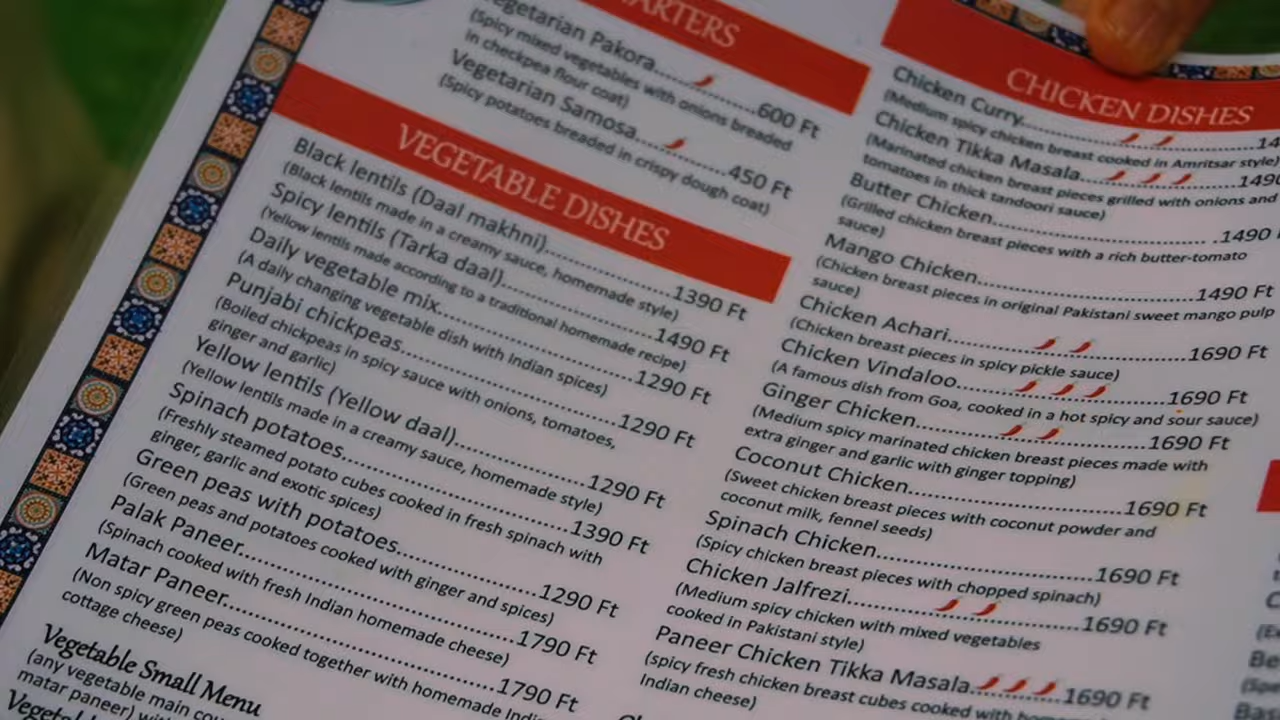 STARTERS
Vegetarian Pakora..........600 Ft
(Spicy mixed vegetables with onions breaded
in checkpea flour coat)
Vegetarian Samosa..........450 Ft
(Spicy potatoes breaded in crispy dough coat)
VEGETABLE DISHES
Black lentils (Daal makhni)..........1390 Ft
(Black lentils made in a creamy sauce, homemade style)
Spicy lentils (Tarka daal)..........1490 Ft
(Yellow lentils made according to a traditional homemade recipe)
Daily vegetable mix..........1290 Ft
(A daily changing vegetable dish with Indian spices)
Punjabi chickpeas..........1290 Ft
(Boiled chickpeas in spicy sauce with onions, tomatoes,
ginger and garlic)
Yellow lentils (Yellow daal)..........1290 Ft
(Yellow lentils made in a creamy sauce, homemade style)
Spinach potatoes..........1390 Ft
(Freshly steamed potato cubes cooked in fresh spinach with
ginger, garlic and exotic spices)
Green peas with potatoes..........1290 Ft
(Green peas and potatoes cooked with ginger and spices)
Palak Paneer..........1790 Ft
(Spinach cooked with fresh Indian homemade cheese)
Matar Paneer..........1790 Ft
(Non spicy green peas cooked together with homemade
cottage cheese)
Vegetable Small Menu
(any vegetable main
matar paneer)
CHICKEN DISHES
Chicken Curry..........14
(Medium spicy chicken breast cooked in Amritsar style)
Chicken Tikka Masala..........1490
(Marinated chicken breast pieces grilled with onions and
tomatoes in thick tandoori sauce)
Butter Chicken..........1490
(Grilled chicken breast pieces with a rich butter-tomato
sauce)
Mango Chicken..........1490 Ft
(Chicken breast pieces in original Pakistani sweet mango pulp
sauce)
Chicken Achari..........1690 Ft
(Chicken breast pieces in spicy pickle sauce)
Chicken Vindaloo..........1690 Ft
(A famous dish from Goa, cooked in a hot spicy and sour sauce)
Ginger Chicken..........1690 Ft
(Medium spicy marinated chicken breast pieces made with
extra ginger and garlic with ginger topping)
Coconut Chicken..........1690 Ft
(Sweet chicken breast pieces with coconut powder and
coconut milk, fennel seeds)
Spinach Chicken..........1690 Ft
(Spicy chicken breast pieces with chopped spinach)
Chicken Jalfrezi..........1690 Ft
(Medium spicy chicken with mixed vegetables
cooked in Pakistani style)
Paneer Chicken Tikka Masala..........1690 Ft
(spicy fresh chicken breast cubes cooked with
Indian cheese)